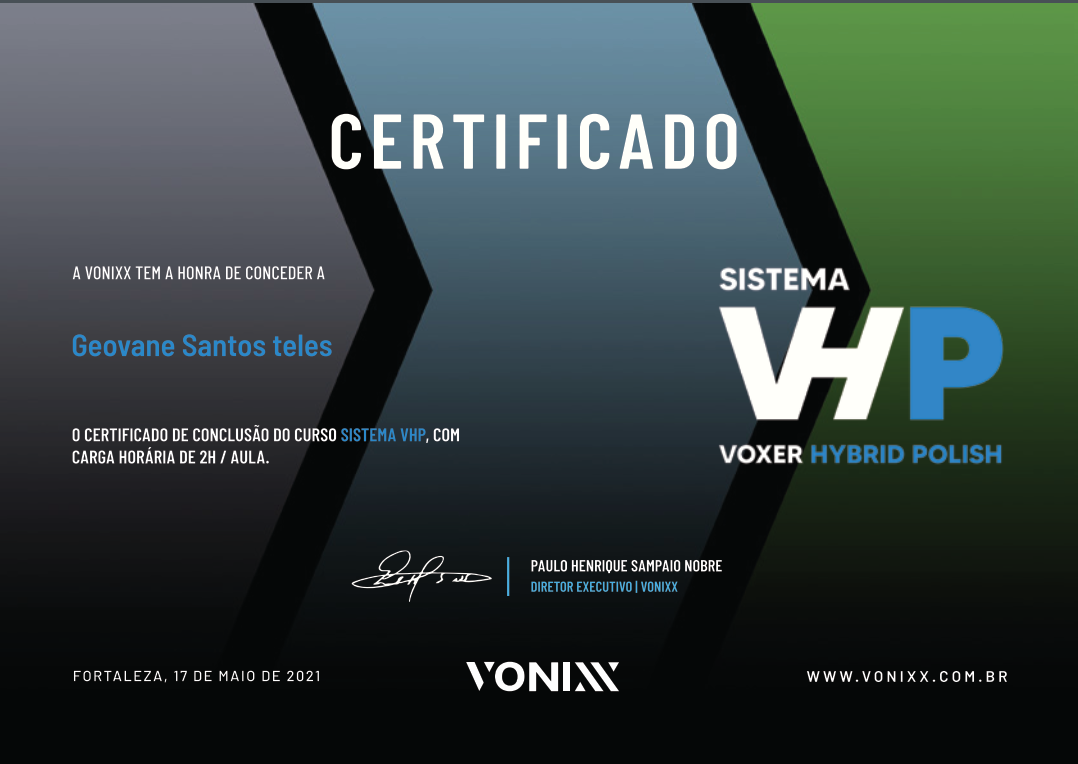 CERTIFICADO
A VONIXX TEM A HONRA DE CONCEDER A
Geovane Santos teles
O CERTIFICADO DE CONCLUSÃO DO CURSO SISTEMA VHP, COM
CARGA HORÁRIA DE 2H / AULA.
SISTEMA
VHP
VOXER HYBRID POLISH
PAULO HENRIQUE SAMPAIO NOBRE
DIRETOR EXECUTIVO | VONIXX
FORTALEZA, 17 DE MAIO DE 2021
VONIXX
WWW.VONIXX.COM.BR